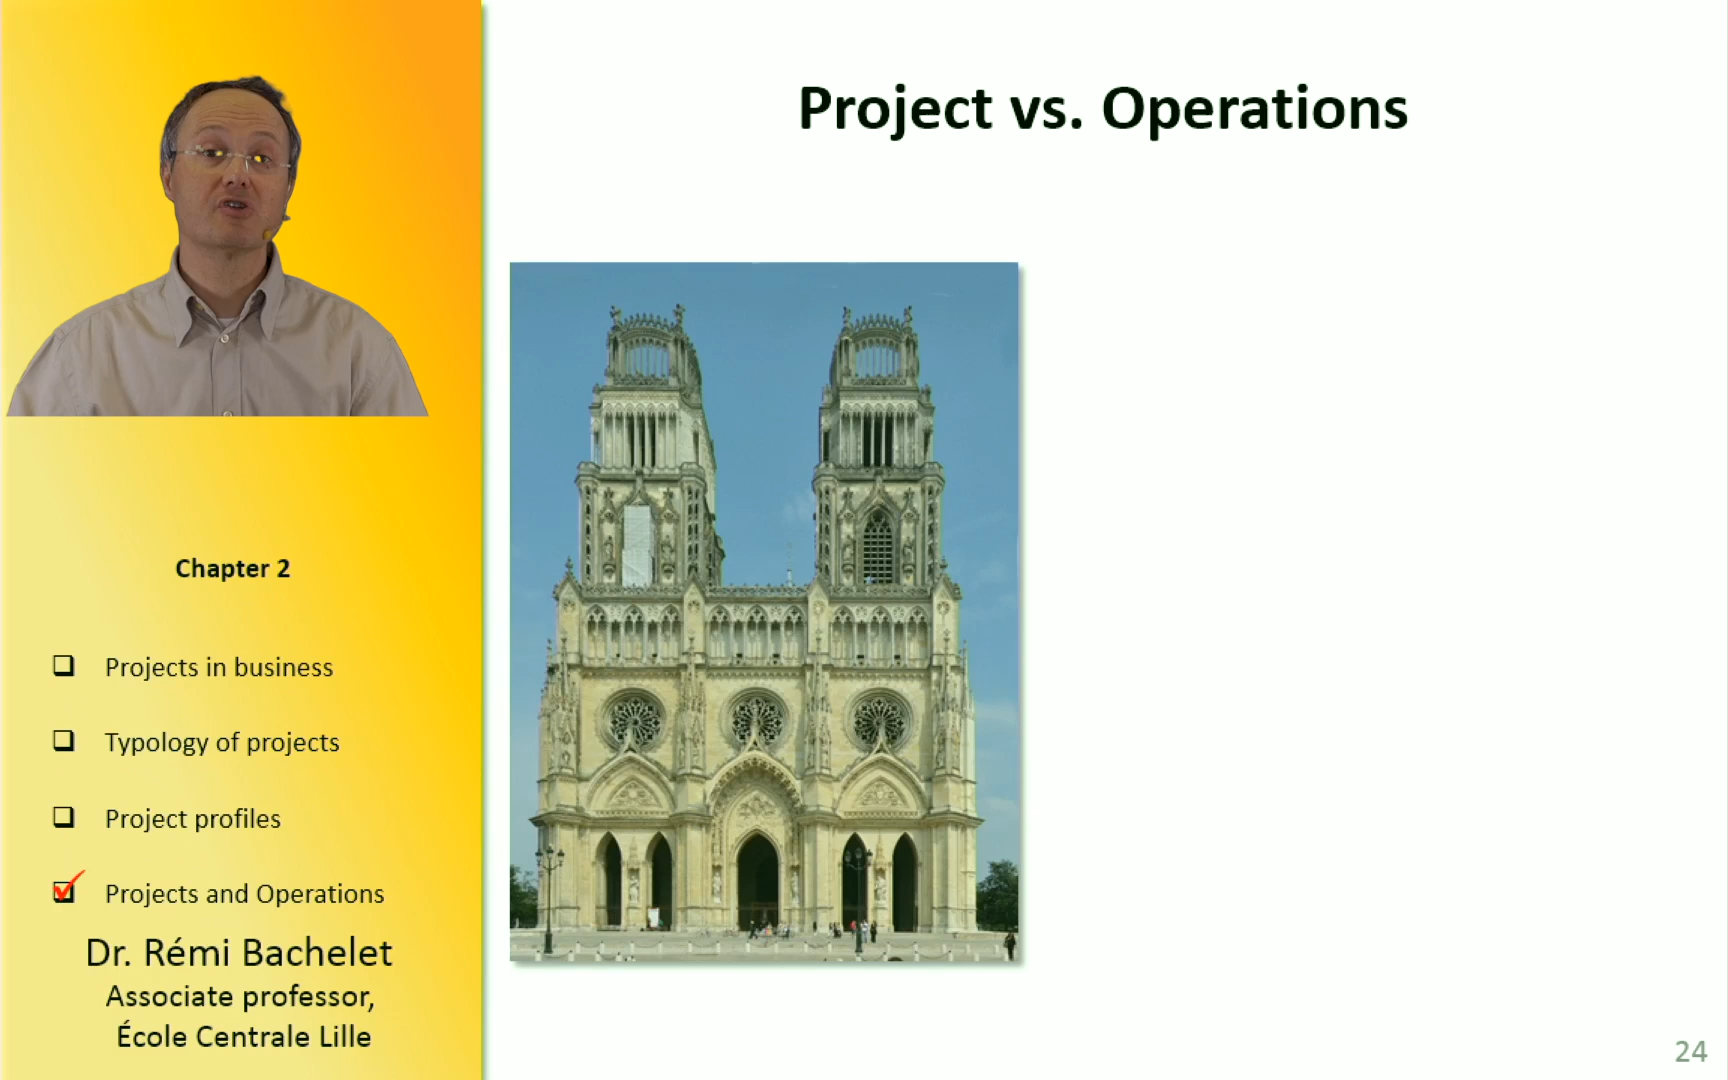 Project vs. Operations
Chapter 2
Projects in business
Typology of projects
Project profiles
Projects and Operations
Dr. Rémi Bachelet
Associate professor,
École Centrale Lille
24